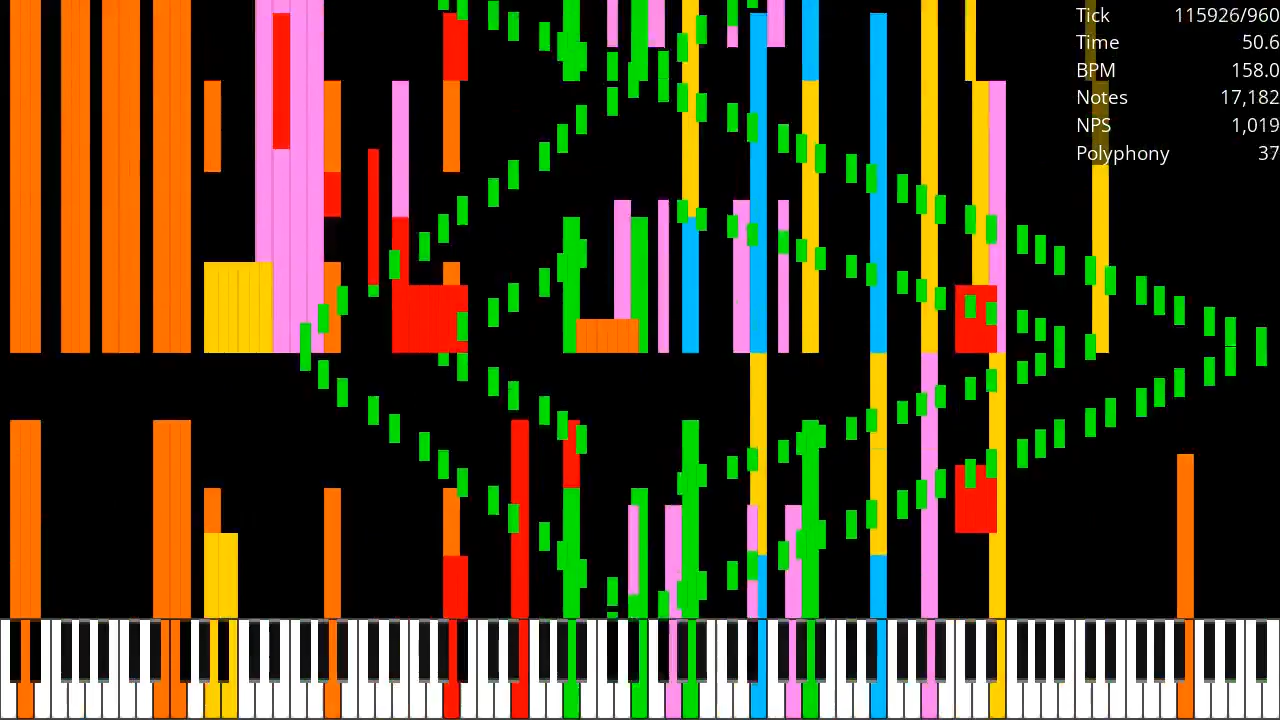 Tick 115926/960
Time 50.6
BPM 158.0
Notes 17,182
NPS 1,019
Polyphony 37